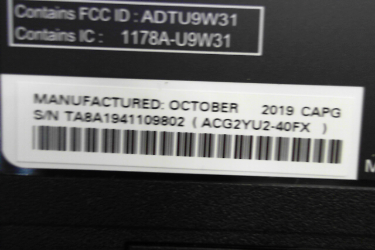 Contains FCC ID : ADTU9W31
Contains IC : 1178A-U9W31
MANUFACTURED: OCTOBER 2019 CAPG
S/N TA8A1941109802 ( ACG2YU2-40FX )
M